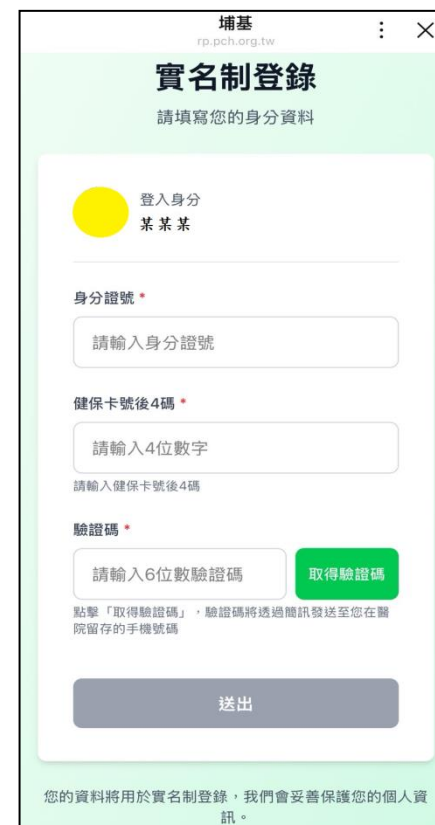 埔基
rp.pch.org.tw
實名制登錄
請填寫您的身分資料
登入身分
某某某
身分證號 *
請輸入身分證號
健保卡號後4碼 *
請輸入4位數字
請輸入健保卡號後4碼
驗證碼 *
請輸入6位數驗證碼
取得驗證碼
點擊「取得驗證碼」，驗證碼將透過簡訊發送至您在醫
院留存的手機號碼
送出
您的資料將用於實名制登錄，我們會妥善保護您的個人資
訊。